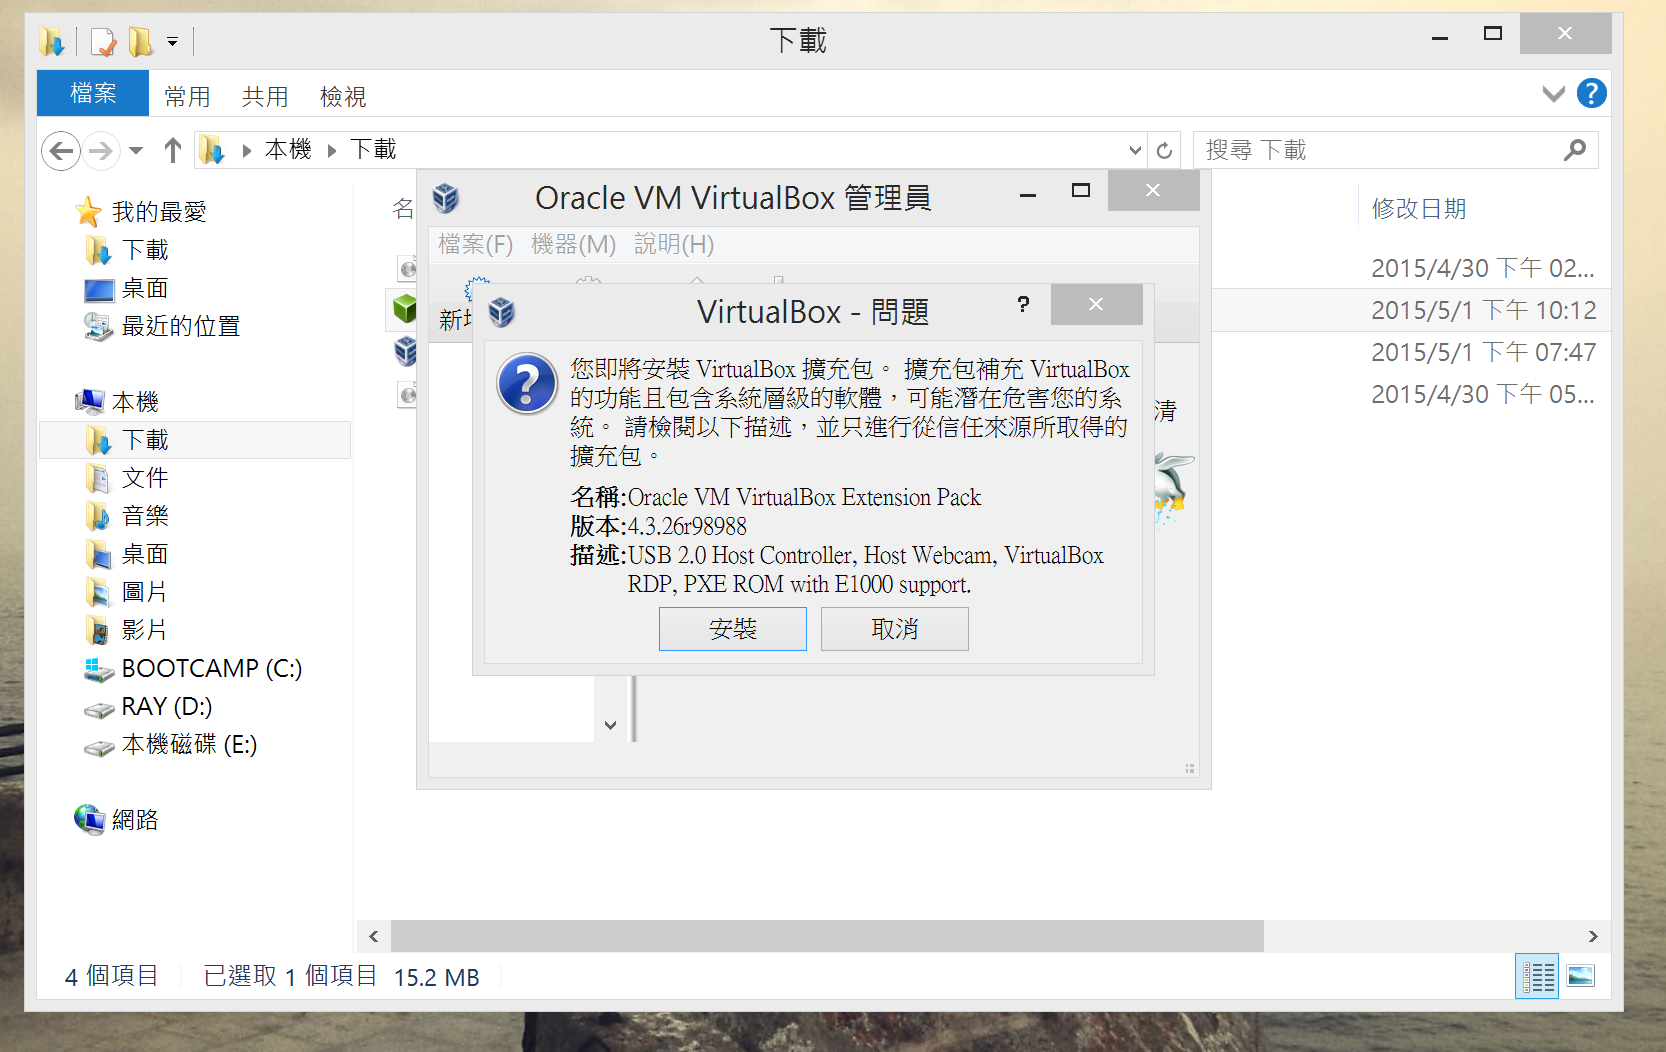 下載
檔案
常用
共用
檢視
本機
下載
搜尋 下載
我的最愛
下載
桌面
最近的位置
本機
下載
文件
音樂
桌面
圖片
影片
BOOTCAMP (C:)
RAY (D:)
本機磁碟 (E:)
網路
名
修改日期
2015/4/30 下午 02...
2015/5/1 下午 10:12
2015/5/1 下午 07:47
2015/4/30 下午 05...
Oracle VM VirtualBox 管理員
檔案(F) 機器(M) 說明(H)
清
VirtualBox - 問題
您即將安裝 VirtualBox 擴充包。 擴充包補充 VirtualBox
的功能且包含系統層級的軟體，可能潛在危害您的系
統。 請檢閱以下描述，並只進行從信任來源所取得的
擴充包。
名稱:Oracle VM VirtualBox Extension Pack
版本:4.3.26r98988
描述:USB 2.0 Host Controller, Host Webcam, VirtualBox
RDP, PXE ROM with E1000 support.
安裝
取消
4 個項目
已選取 1 個項目 15.2 MB